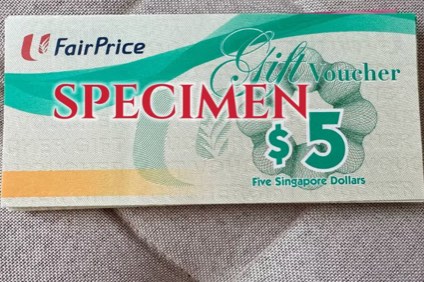 FairPrice
Gift Voucher
SPECIMEN
$5
Five Singapore Dollars